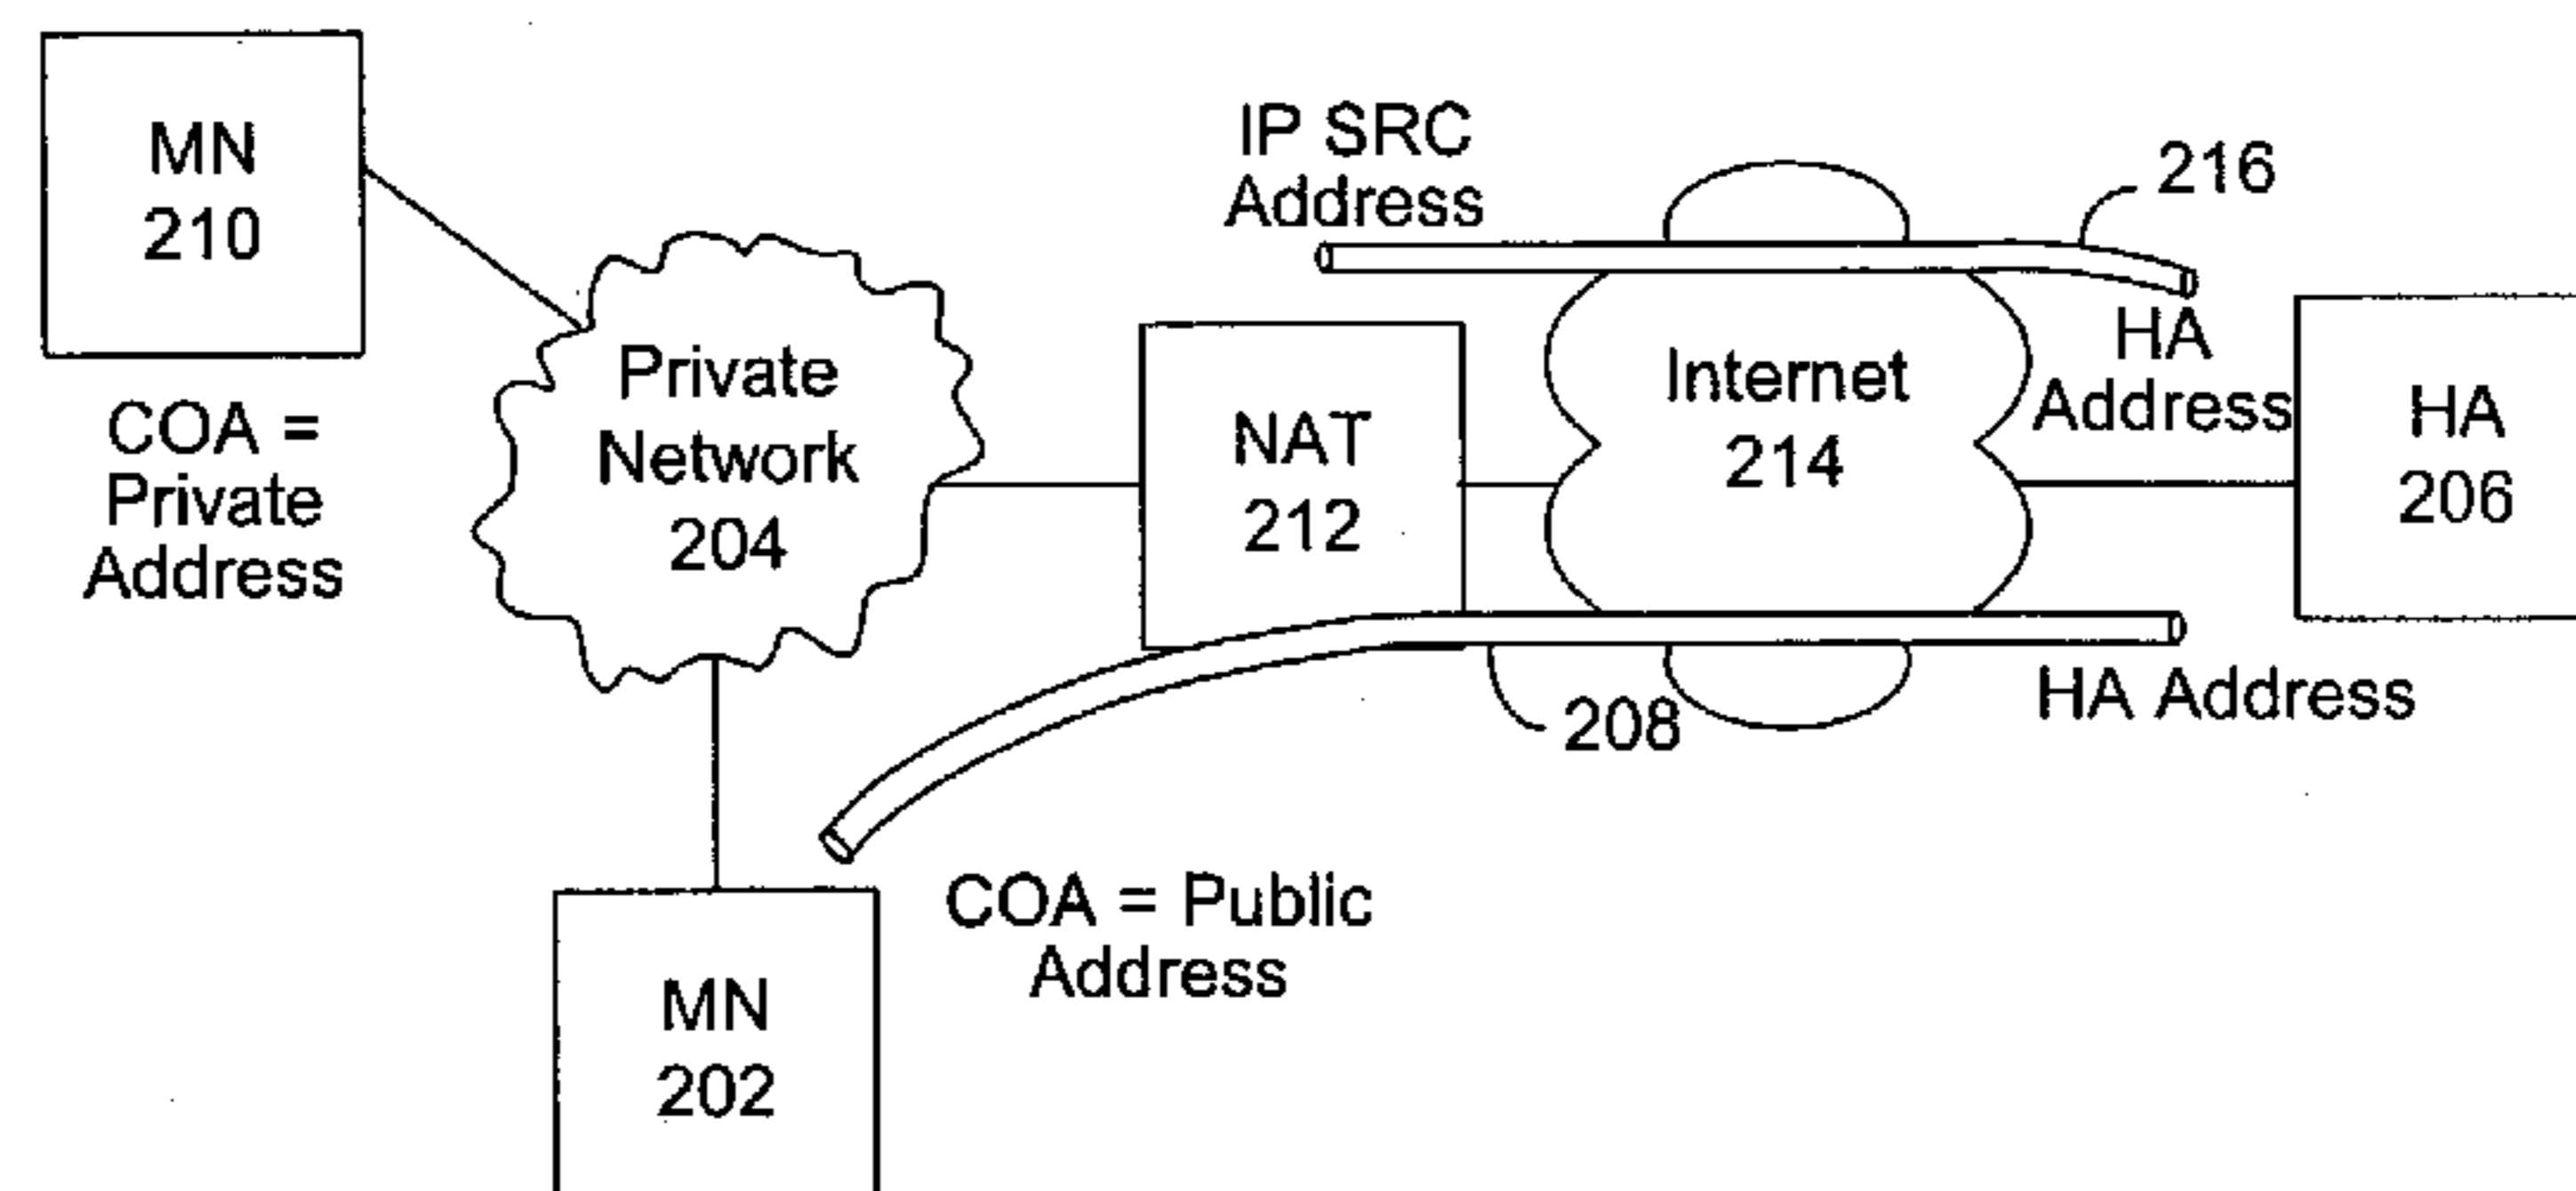 MN
210
COA =
Private
Address
Private
Network
204
MN
202
COA = Public
Address
NAT
212
IP SRC
Address
Internet
214
216
208
HA
Address
HA
206
HA Address